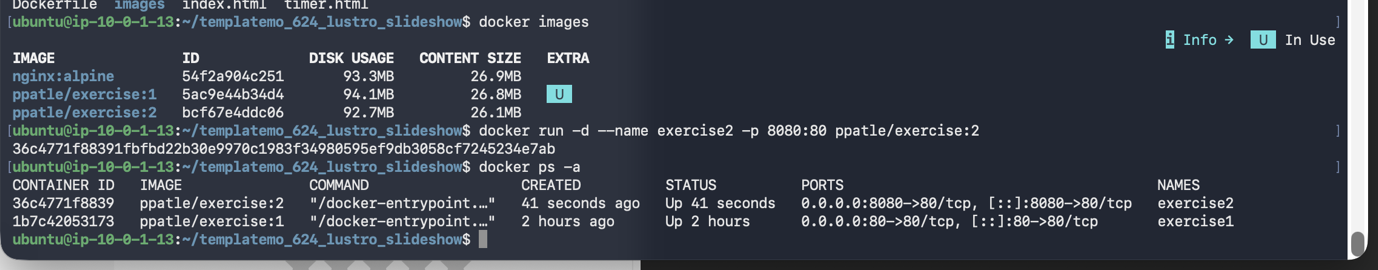 Dockerfile  images  index.html  timer.html
[ubuntu@ip-10-0-1-13:~/templatemo_624_lustro_slideshow$ docker images ]
i Info → U In Use
IMAGE ID DISK USAGE CONTENT SIZE EXTRA
nginx:alpine 54f2a904c251 93.3MB 26.9MB
ppatle/exercise:1 5ac9e44b34d4 94.1MB 26.8MB U
ppatle/exercise:2 bcf67e4ddc06 92.7MB 26.1MB
[ubuntu@ip-10-0-1-13:~/templatemo_624_lustro_slideshow$ docker run -d --name exercise2 -p 8080:80 ppatle/exercise:2 ]
36c4771f88391fbfbd22b30e9970c1983f34980595ef9db3058cf7245234e7ab
[ubuntu@ip-10-0-1-13:~/templatemo_624_lustro_slideshow$ docker ps -a ]
CONTAINER ID IMAGE COMMAND CREATED STATUS PORTS NAMES
36c4771f8839 ppatle/exercise:2 "/docker-entrypoint.…" 41 seconds ago Up 41 seconds 0.0.0.0:8080->80/tcp, [::]:8080->80/tcp exercise2
1b7c42053173 ppatle/exercise:1 "/docker-entrypoint.…" 2 hours ago Up 2 hours 0.0.0.0:80->80/tcp, [::]:80->80/tcp exercise1
ubuntu@ip-10-0-1-13:~/templatemo_624_lustro_slideshow$